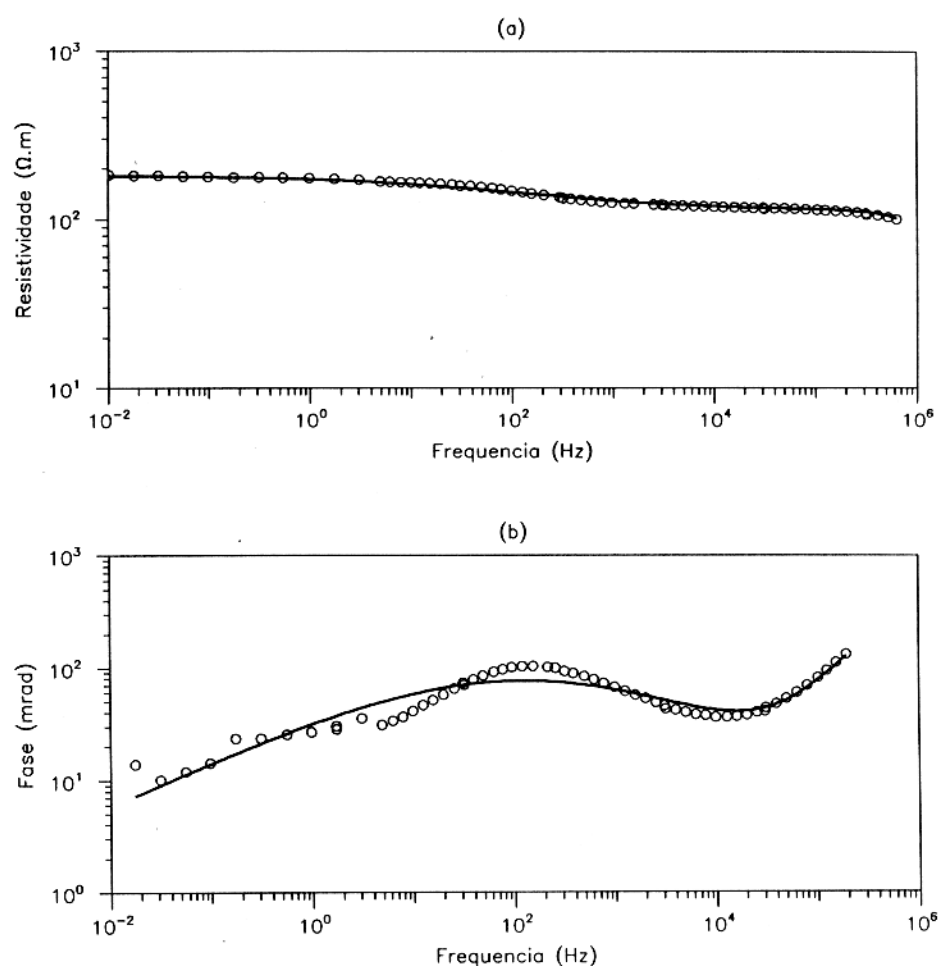 (a)
10³
10²
10¹
Resistividade (Ω.m)
10⁻² 10⁰ 10² 10⁴ 10⁶
Frequencia (Hz)
(b)
10³
10²
10¹
10⁰
Fase (mrad)
10⁻² 10⁰ 10² 10⁴ 10⁶
Frequencia (Hz)